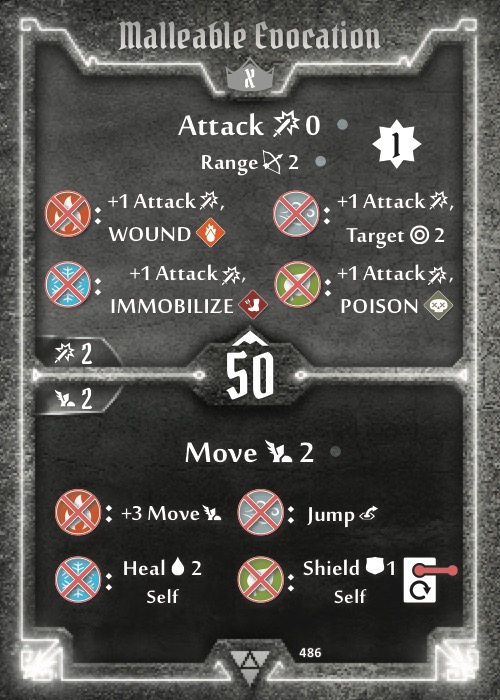 Malleable Evocation
X
Attack 0
1
Range 2
: +1 Attack ,
WOUND
: +1 Attack ,
Target 2
: +1 Attack ,
IMMOBILIZE
: +1 Attack ,
POISON
2
50
2
Move 2
: +3 Move
: Jump
: Heal 2
Self
: Shield 1
Self
486